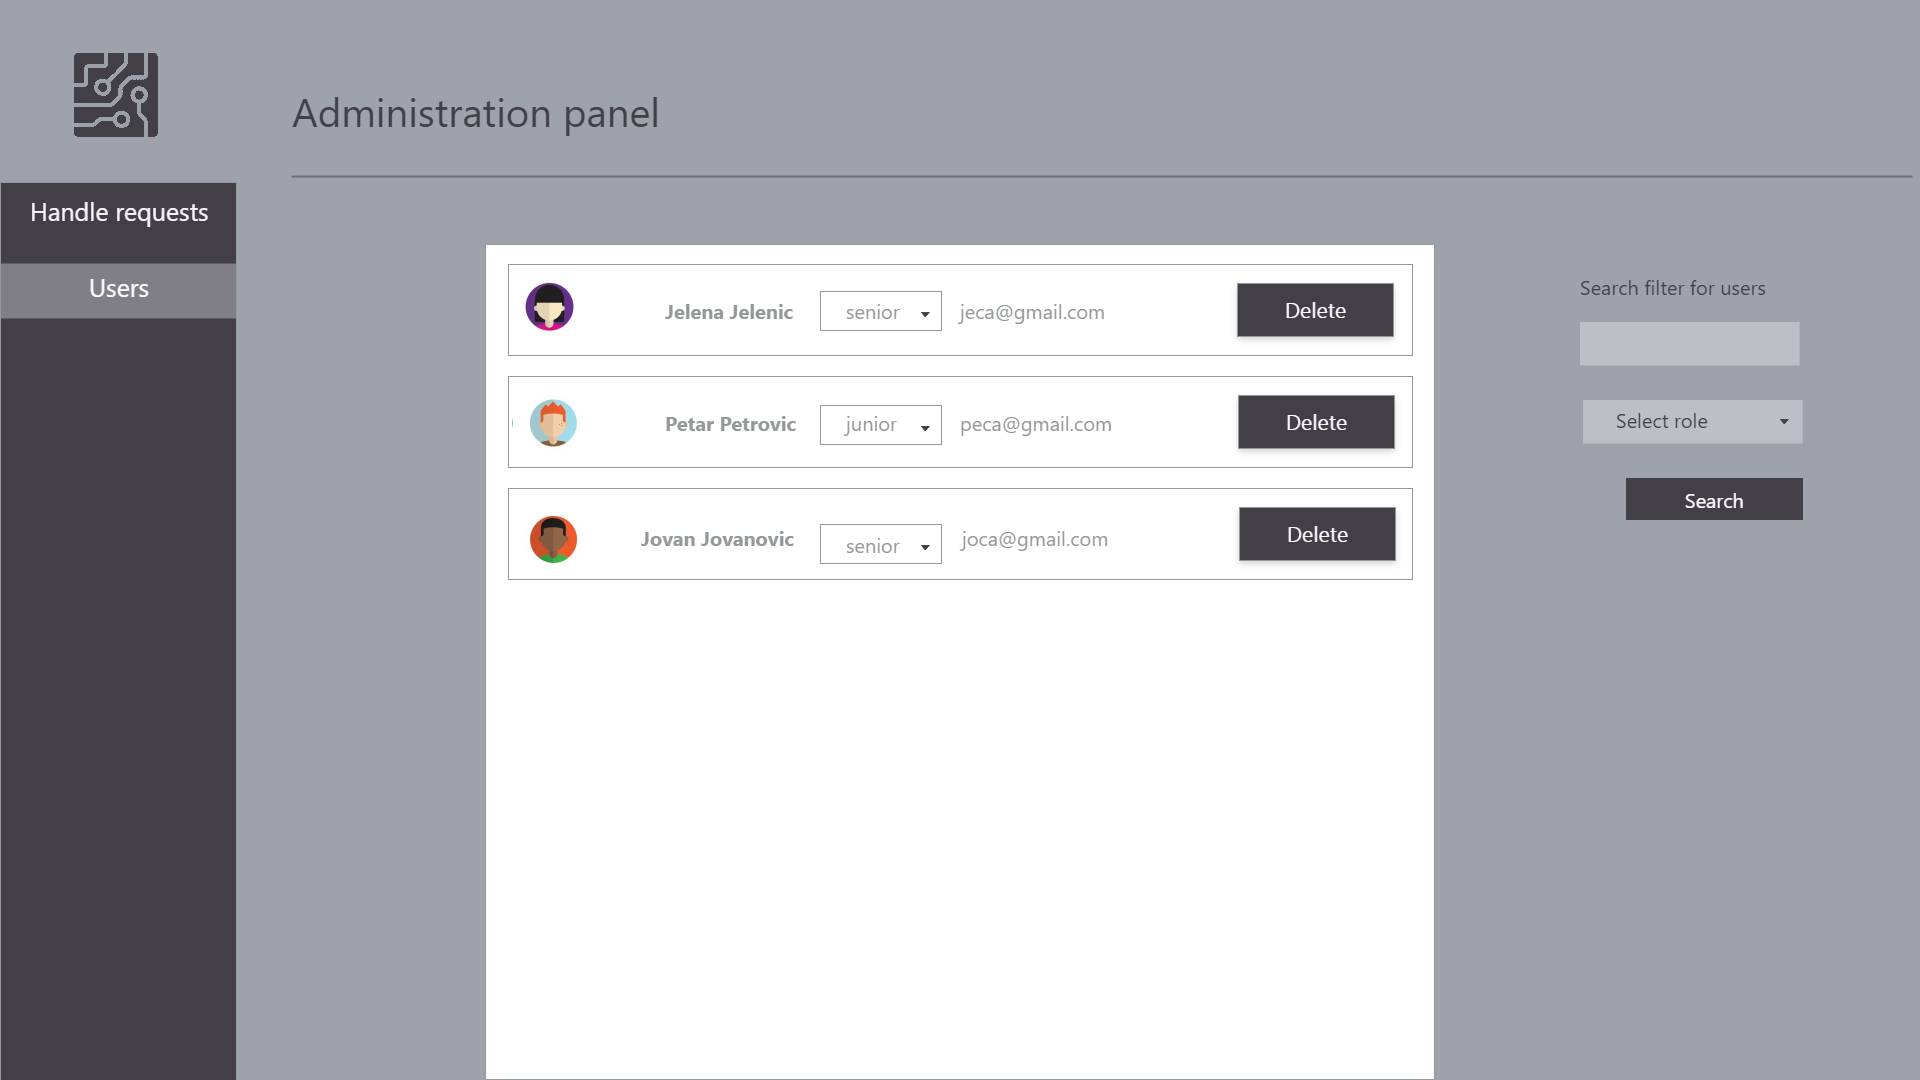 Administration panel
Handle requests
Users
Jelena Jelenic senior jeca@gmail.com Delete
Petar Petrovic junior peca@gmail.com Delete
Jovan Jovanovic senior joca@gmail.com Delete
Search filter for users
Select role
Search